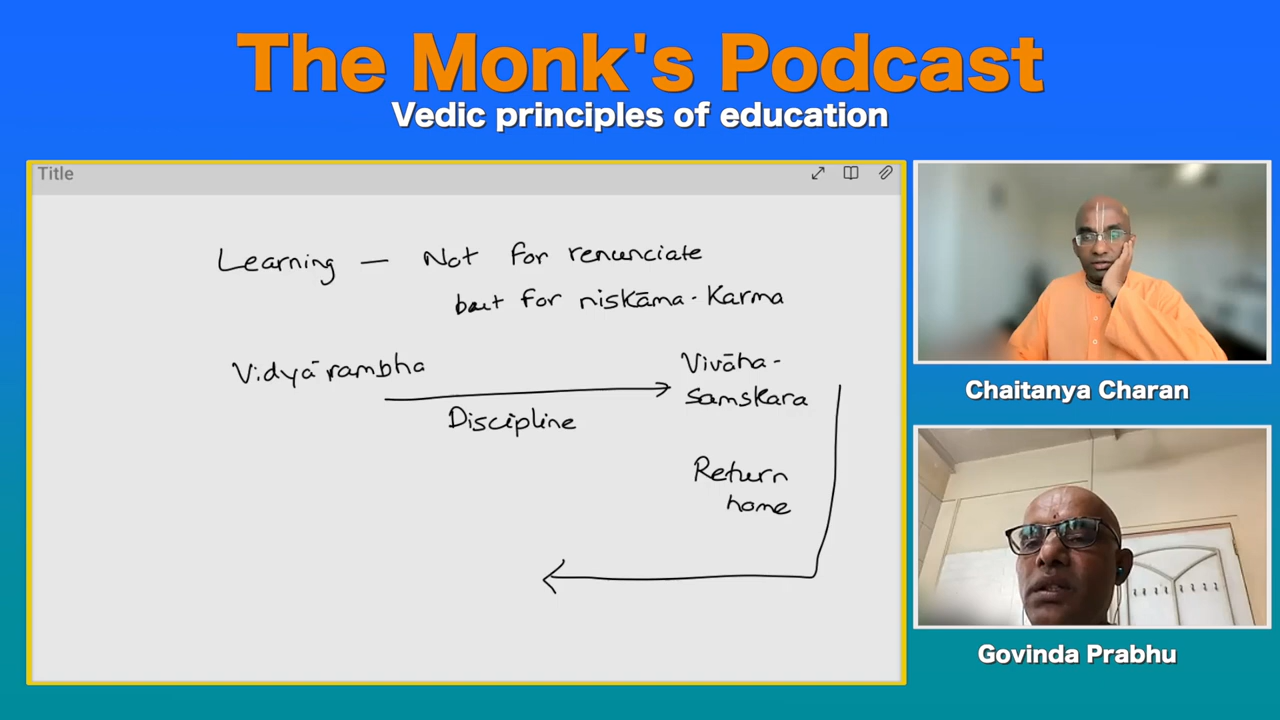 The Monk's Podcast
Vedic principles of education
Title
Learning — Not for renunciate
but for niskāma-Karma
Vidyārambha
Discipline
Vivāha-
samskara
Return
home
Chaitanya Charan
Govinda Prabhu